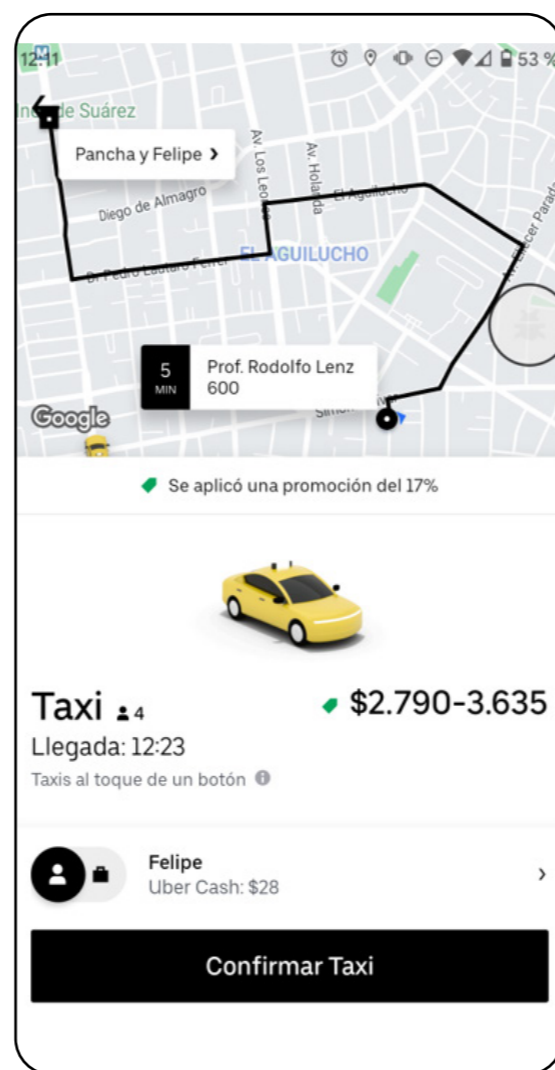 12:11
53 %
de Suárez
Pancha y Felipe
Av. Los Leones
Av. Holanda
El Aguilucho
Diego de Almagro
EL AGUILUCHO
Dr. Pedro Lautaro Ferrer
5
MIN
Prof. Rodolfo Lenz
600
Google
Se aplicó una promoción del 17%
Taxi 4
$2.790-3.635
Llegada: 12:23
Taxis al toque de un botón
Felipe
Uber Cash: $28
Confirmar Taxi